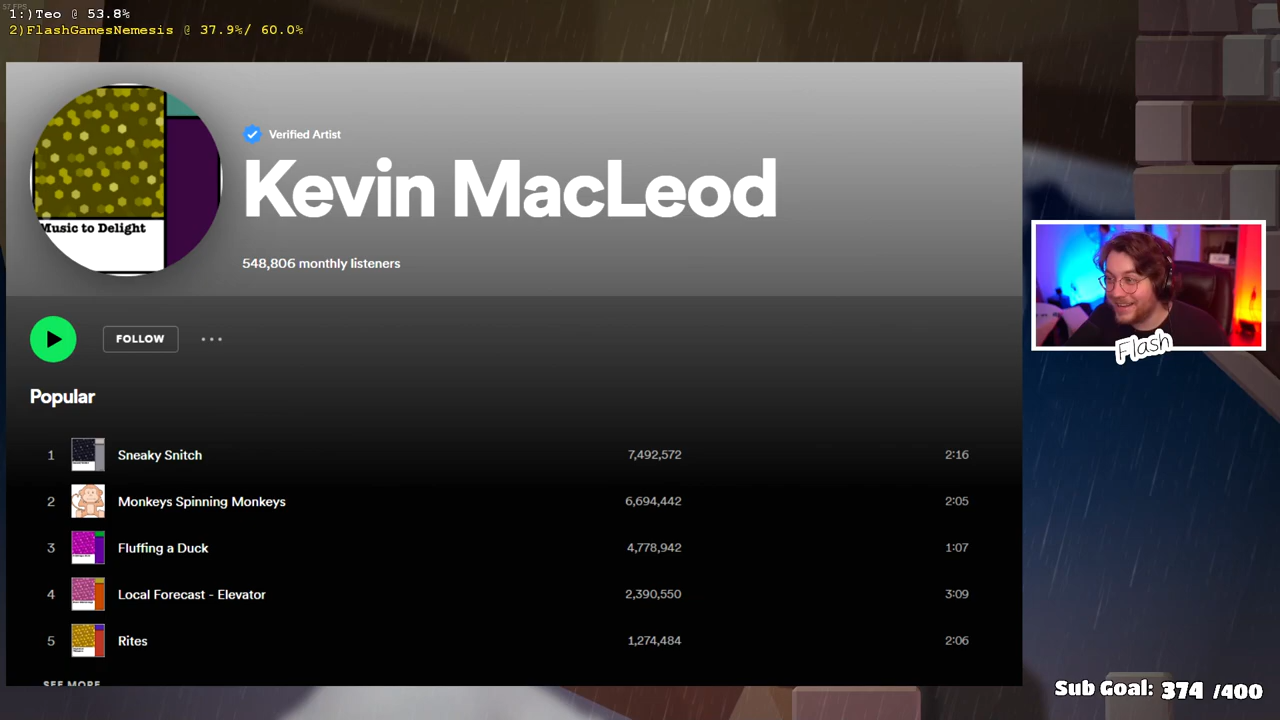 57 FPS
1:)Teo @ 53.8%
2)FlashGamesNemesis @ 37.9%/ 60.0%
Music to Delight
Verified Artist
Kevin MacLeod
548,806 monthly listeners
FOLLOW
Flash
Popular
1 Sneaky Snitch 7,492,572 2:16
2 Monkeys Spinning Monkeys 6,694,442 2:05
3 Fluffing a Duck 4,778,942 1:07
4 Local Forecast - Elevator 2,390,550 3:09
5 Rites 1,274,484 2:06
SEE MORE
Sub Goal: 374 /400